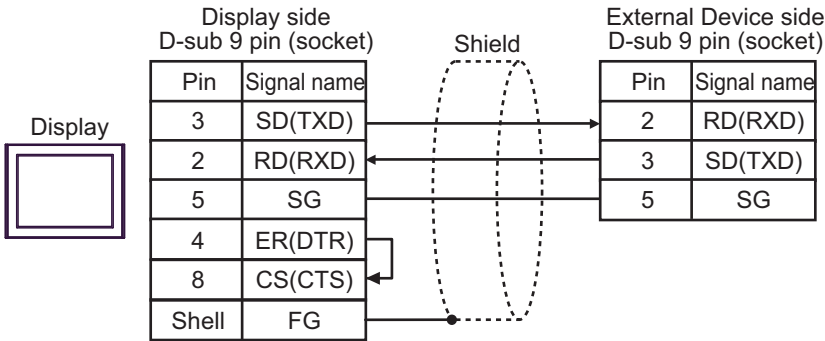 Display side
D-sub 9 pin (socket)
Shield
External Device side
D-sub 9 pin (socket)
Display
Pin Signal name
3 SD(TXD)
2 RD(RXD)
5 SG
4 ER(DTR)
8 CS(CTS)
Shell FG
Pin Signal name
2 RD(RXD)
3 SD(TXD)
5 SG